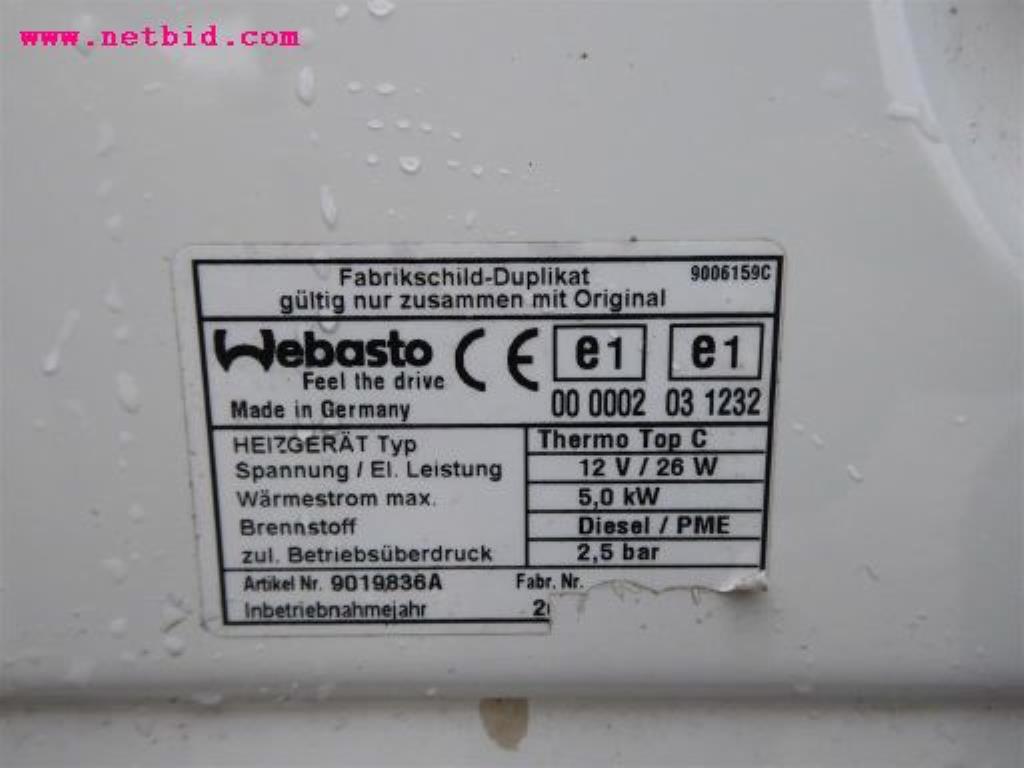 www.netbid.com
Fabrikschild-Duplikat 9006159C
gültig nur zusammen mit Original
Webasto CE e1 e1
Feel the drive
Made in Germany 00 0002 03 1232
HEIZGERÄT Typ Thermo Top C
Spannung / El. Leistung 12 V / 26 W
Wärmestrom max. 5,0 kW
Brennstoff Diesel / PME
zul. Betriebsüberdruck 2,5 bar
Artikel Nr. 9019836A Fabr. Nr.
Inbetriebnahmejahr